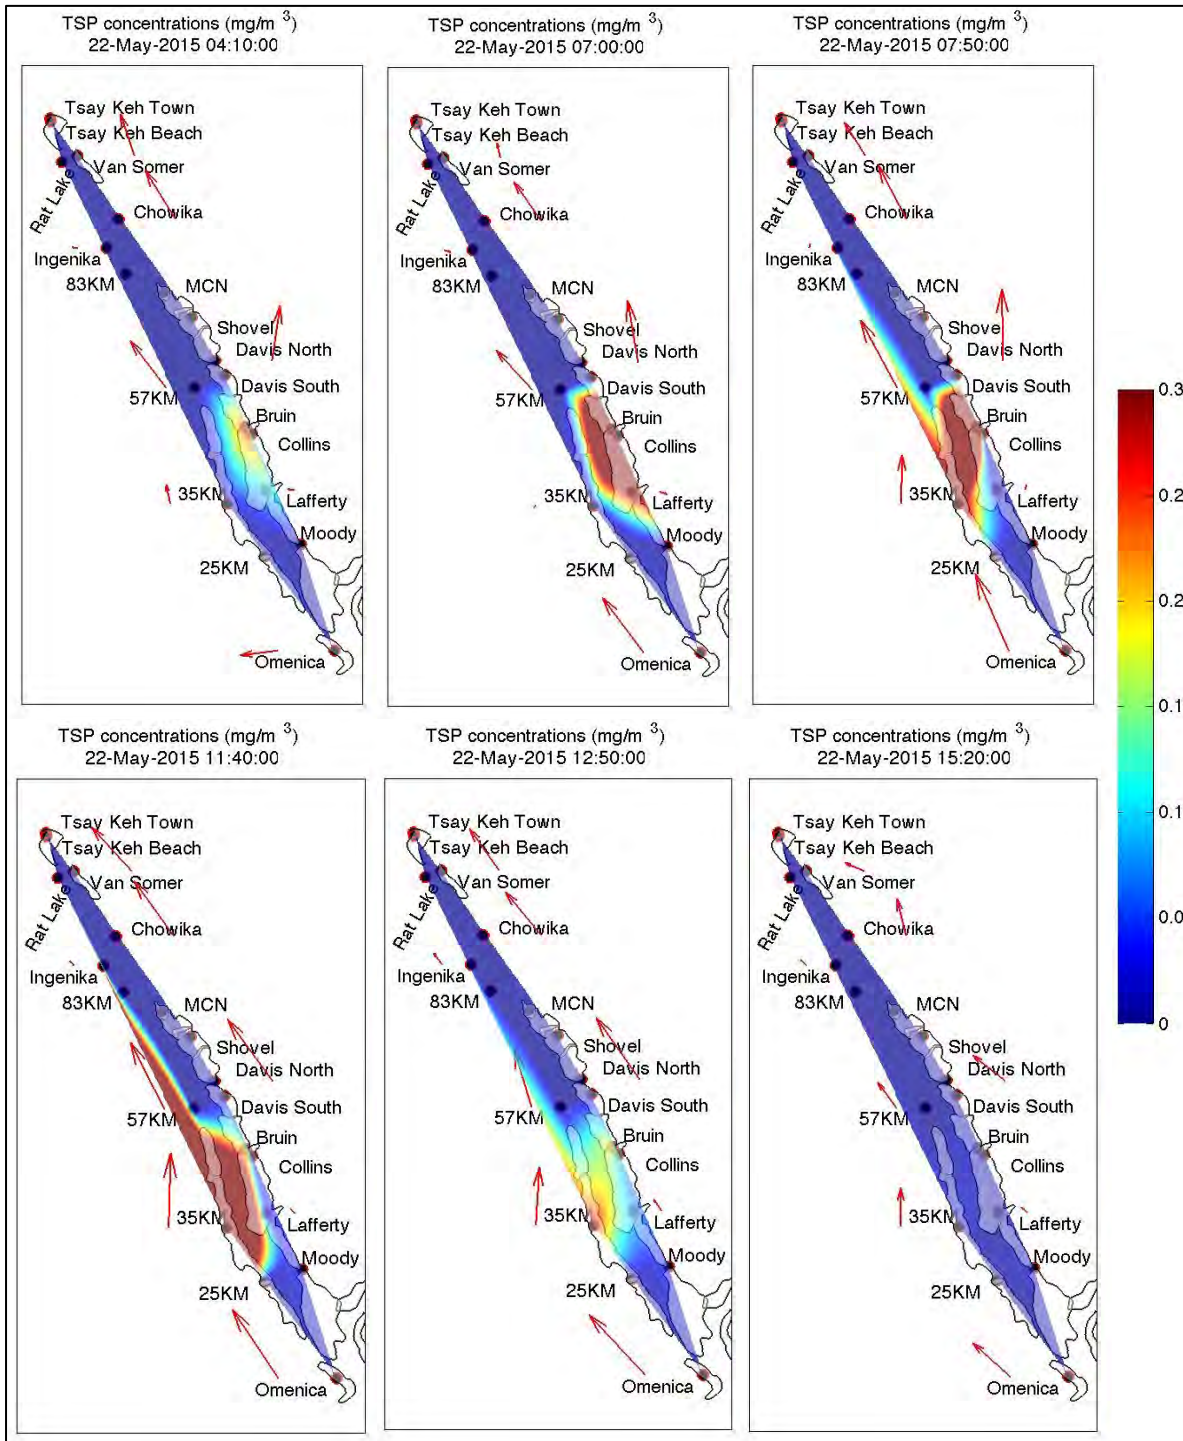 TSP concentrations (mg/m 3)
22-May-2015 04:10:00
Tsay Keh Town
Tsay Keh Beach
Van Somer
Rat Lake
Chowika
Ingenika
83KM
MCN
Shovel
Davis North
57KM
Davis South
Bruin
Collins
35KM
Lafferty
Moody
25KM
Omenica
TSP concentrations (mg/m 3)
22-May-2015 07:00:00
Tsay Keh Town
Tsay Keh Beach
Van Somer
Rat Lake
Chowika
Ingenika
83KM
MCN
Shovel
Davis North
57KM
Davis South
Bruin
Collins
35KM
Lafferty
Moody
25KM
Omenica
TSP concentrations (mg/m 3)
22-May-2015 07:50:00
Tsay Keh Town
Tsay Keh Beach
Van Somer
Rat Lake
Chowika
Ingenika
83KM
MCN
Shovel
Davis North
57KM
Davis South
Bruin
Collins
35KM
Lafferty
Moody
25KM
Omenica
TSP concentrations (mg/m 3)
22-May-2015 11:40:00
Tsay Keh Town
Tsay Keh Beach
Van Somer
Rat Lake
Chowika
Ingenika
83KM
MCN
Shovel
Davis North
57KM
Davis South
Bruin
Collins
35KM
Lafferty
Moody
25KM
Omenica
TSP concentrations (mg/m 3)
22-May-2015 12:50:00
Tsay Keh Town
Tsay Keh Beach
Van Somer
Rat Lake
Chowika
Ingenika
83KM
MCN
Shovel
Davis North
57KM
Davis South
Bruin
Collins
35KM
Lafferty
Moody
25KM
Omenica
TSP concentrations (mg/m 3)
22-May-2015 15:20:00
Tsay Keh Town
Tsay Keh Beach
Van Somer
Rat Lake
Chowika
Ingenika
83KM
MCN
Shovel
Davis North
57KM
Davis South
Bruin
Collins
35KM
Lafferty
Moody
25KM
Omenica
0.3
0.2
0.2
0.1
0.1
0.0
0